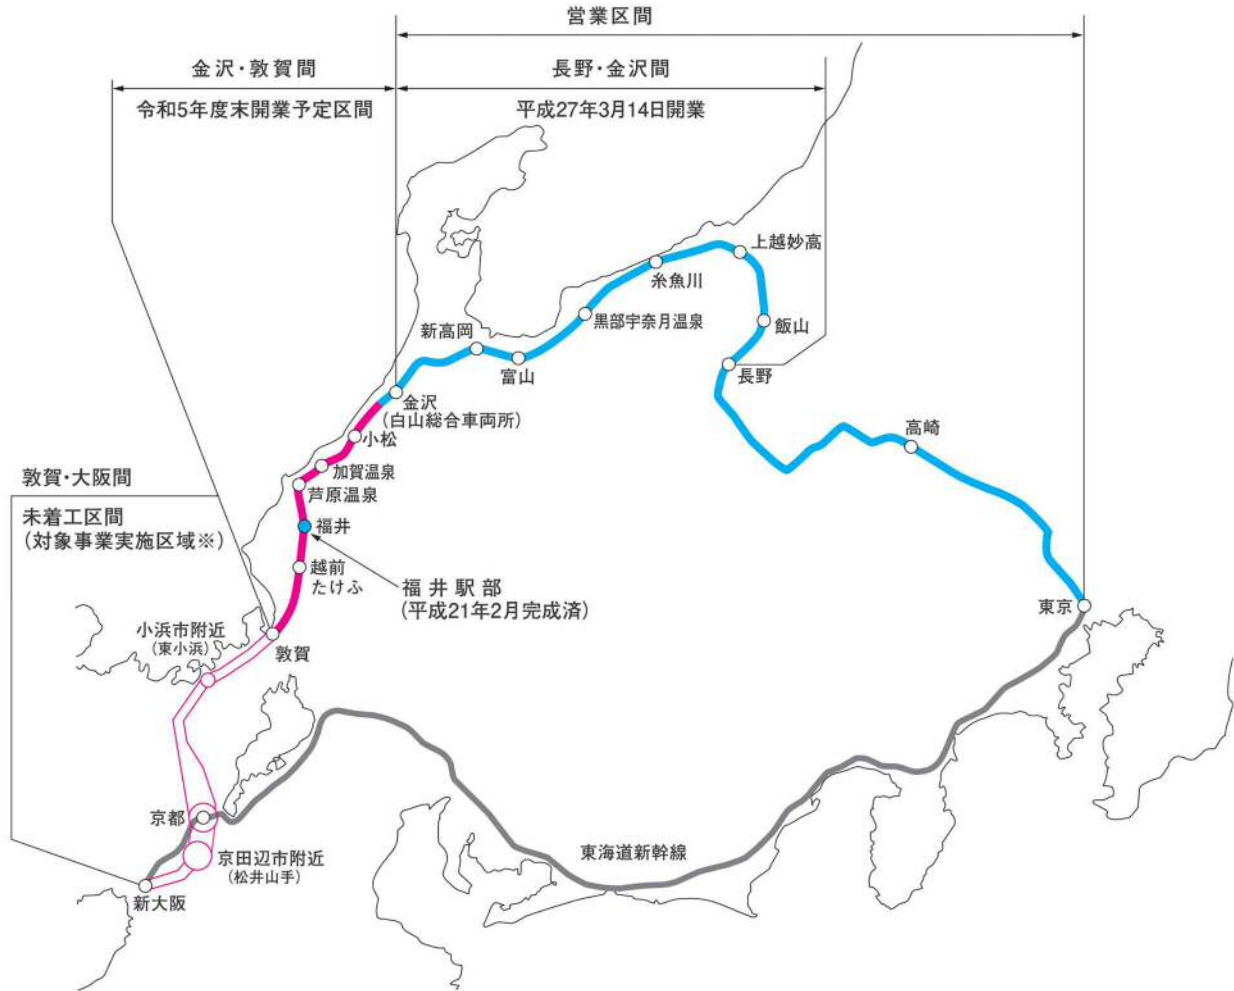 営業区間
金沢・敦賀間
長野・金沢間
令和5年度末開業予定区間
平成27年3月14日開業
上越妙高
糸魚川
黒部宇奈月温泉
飯山
新高岡
富山
長野
金沢
(白山総合車両所)
小松
高崎
加賀温泉
敦賀・大阪間
芦原温泉
未着工区間
(対象事業実施区域※)
福井
越前
たけふ
福井駅部
(平成21年2月完成済)
東京
小浜市附近
(東小浜)
敦賀
京都
東海道新幹線
京田辺市附近
(松井山手)
新大阪